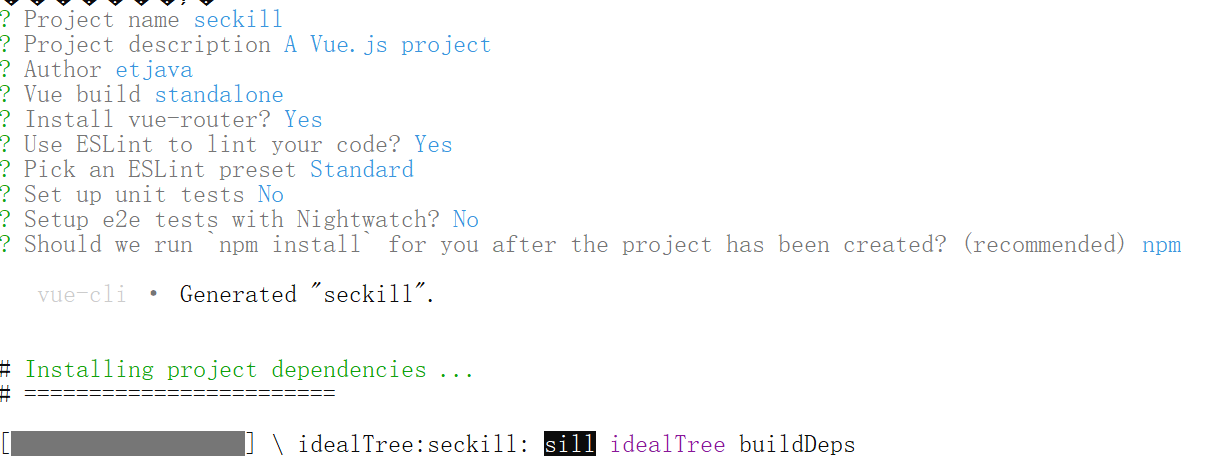 ? Project name seckill
? Project description A Vue.js project
? Author etjava
? Vue build standalone
? Install vue-router? Yes
? Use ESLint to lint your code? Yes
? Pick an ESLint preset Standard
? Set up unit tests No
? Setup e2e tests with Nightwatch? No
? Should we run `npm install` for you after the project has been created? (recommended) npm
vue-cli · Generated "seckill".
# Installing project dependencies ...
# ========================
[                  ] \ idealTree:seckill: sill idealTree buildDeps